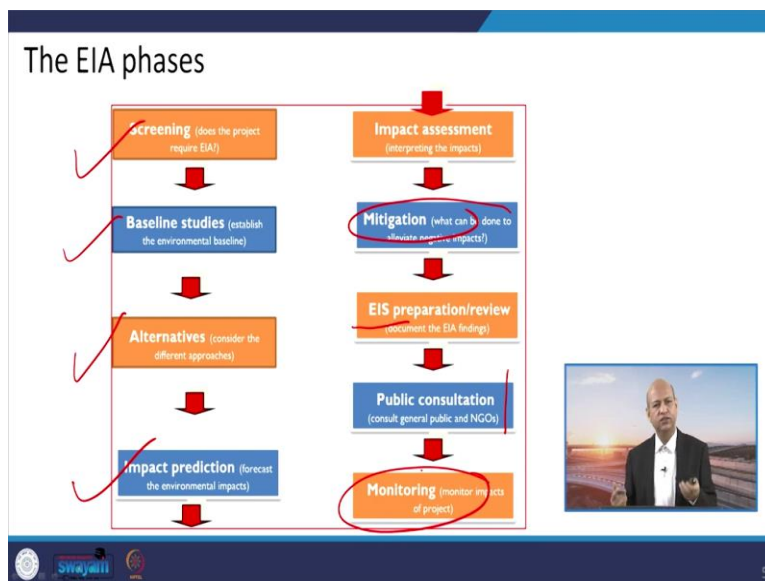 The EIA phases
Screening (does the project
require EIA?)
Baseline studies (establish
the environmental baseline)
Alternatives (consider the
different approaches)
Impact prediction (forecast
the environmental impacts)
Impact assessment
(interpreting the impacts)
Mitigation (what can be done to
alleviate negative impacts?)
EIS preparation/review
(document the EIA findings)
Public consultation
(consult general public and NGOs)
Monitoring (monitor impacts
of project)
swayam